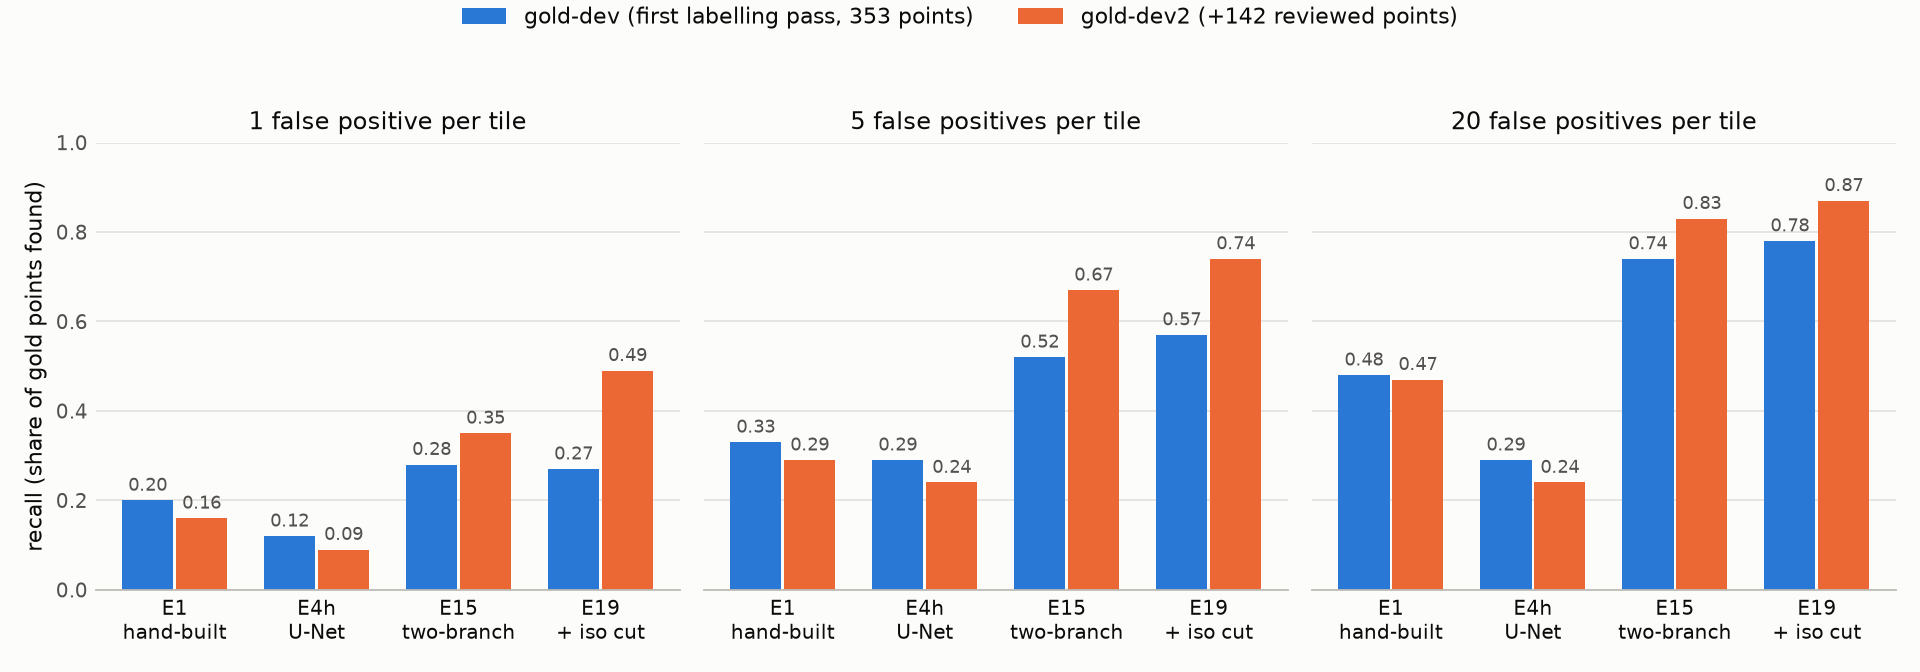 gold-dev (first labelling pass, 353 points) gold-dev2 (+142 reviewed points)
1 false positive per tile
5 false positives per tile
20 false positives per tile
recall (share of gold points found)
1.0
0.8
0.6
0.4
0.2
0.0
0.20 0.16 0.12 0.09 0.28 0.35 0.27 0.49
0.33 0.29 0.29 0.24 0.52 0.67 0.57 0.74
0.48 0.47 0.29 0.24 0.74 0.83 0.78 0.87
E1 E4h E15 E19
hand-built U-Net two-branch + iso cut
E1 E4h E15 E19
hand-built U-Net two-branch + iso cut
E1 E4h E15 E19
hand-built U-Net two-branch + iso cut